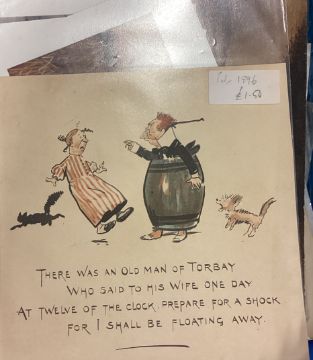 1896
£1.50
THERE WAS AN OLD MAN OF TORBAY
WHO SAID TO HIS WIFE ONE DAY
AT TWELVE OF THE CLOCK, PREPARE FOR A SHOCK
FOR I SHALL BE FLOATING AWAY.